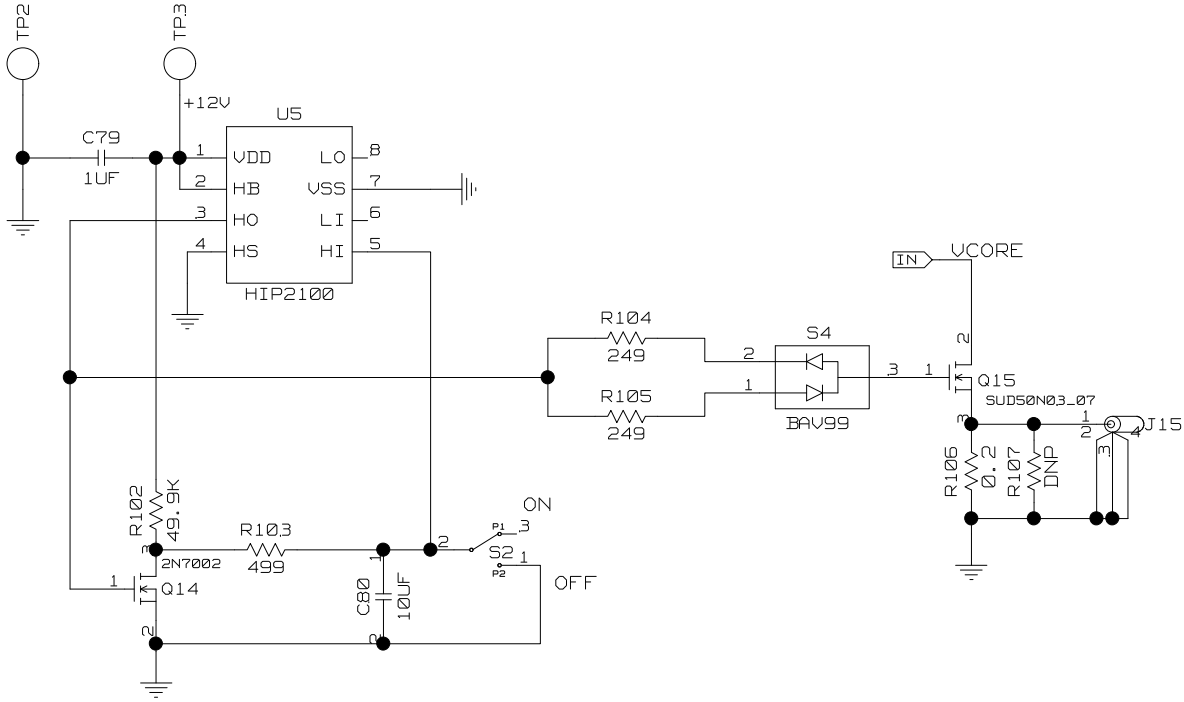 TP2
TP3
+12V
U5
C79
1UF
1
VDD
LO
8
2
HB
VSS
7
3
HO
LI
6
4
HS
HI
5
HIP2100
IN
VCORE
R104
249
R105
249
S4
2
1
3
BAV99
2
1
Q15
SUD50N03_07
3
1
2
3
4
J15
R106
0.2
R107
DNP
R102
49.9K
R103
499
3
2N7002
1
Q14
2
1
C80
10UF
2
ON
2
P1
3
S2
1
P2
OFF